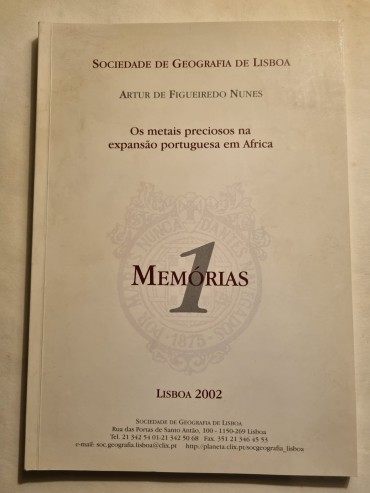 SOCIEDADE DE GEOGRAFIA DE LISBOA
ARTUR DE FIGUEIREDO NUNES
Os metais preciosos na
expansão portuguesa em Africa
1
MEMÓRIAS
1875
LISBOA 2002
SOCIEDADE DE GEOGRAFIA DE LISBOA
Rua das Portas de Santo Antão, 100 - 1150-269 Lisboa
Tel. 21 342 54 01-21 342 50 68 Fax. 351 21 346 45 53
e-mail: soc.geografia.lisboa@clix.pt http://planeta.clix.pt/socgeografia_lisboa